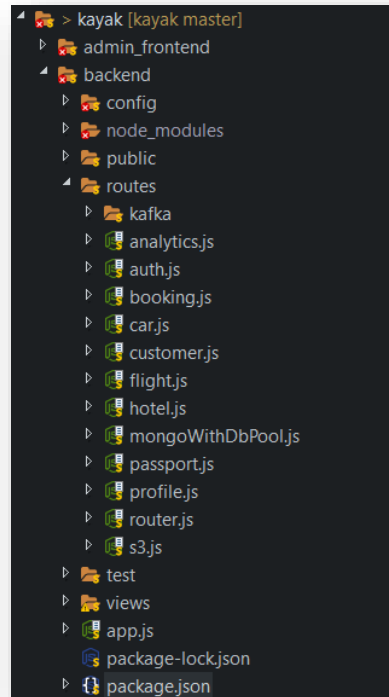 > kayak [kayak master]
admin_frontend
backend
config
node_modules
public
routes
kafka
analytics.js
auth.js
booking.js
car.js
customer.js
flight.js
hotel.js
mongoWithDbPool.js
passport.js
profile.js
router.js
s3.js
test
views
app.js
package-lock.json
package.json